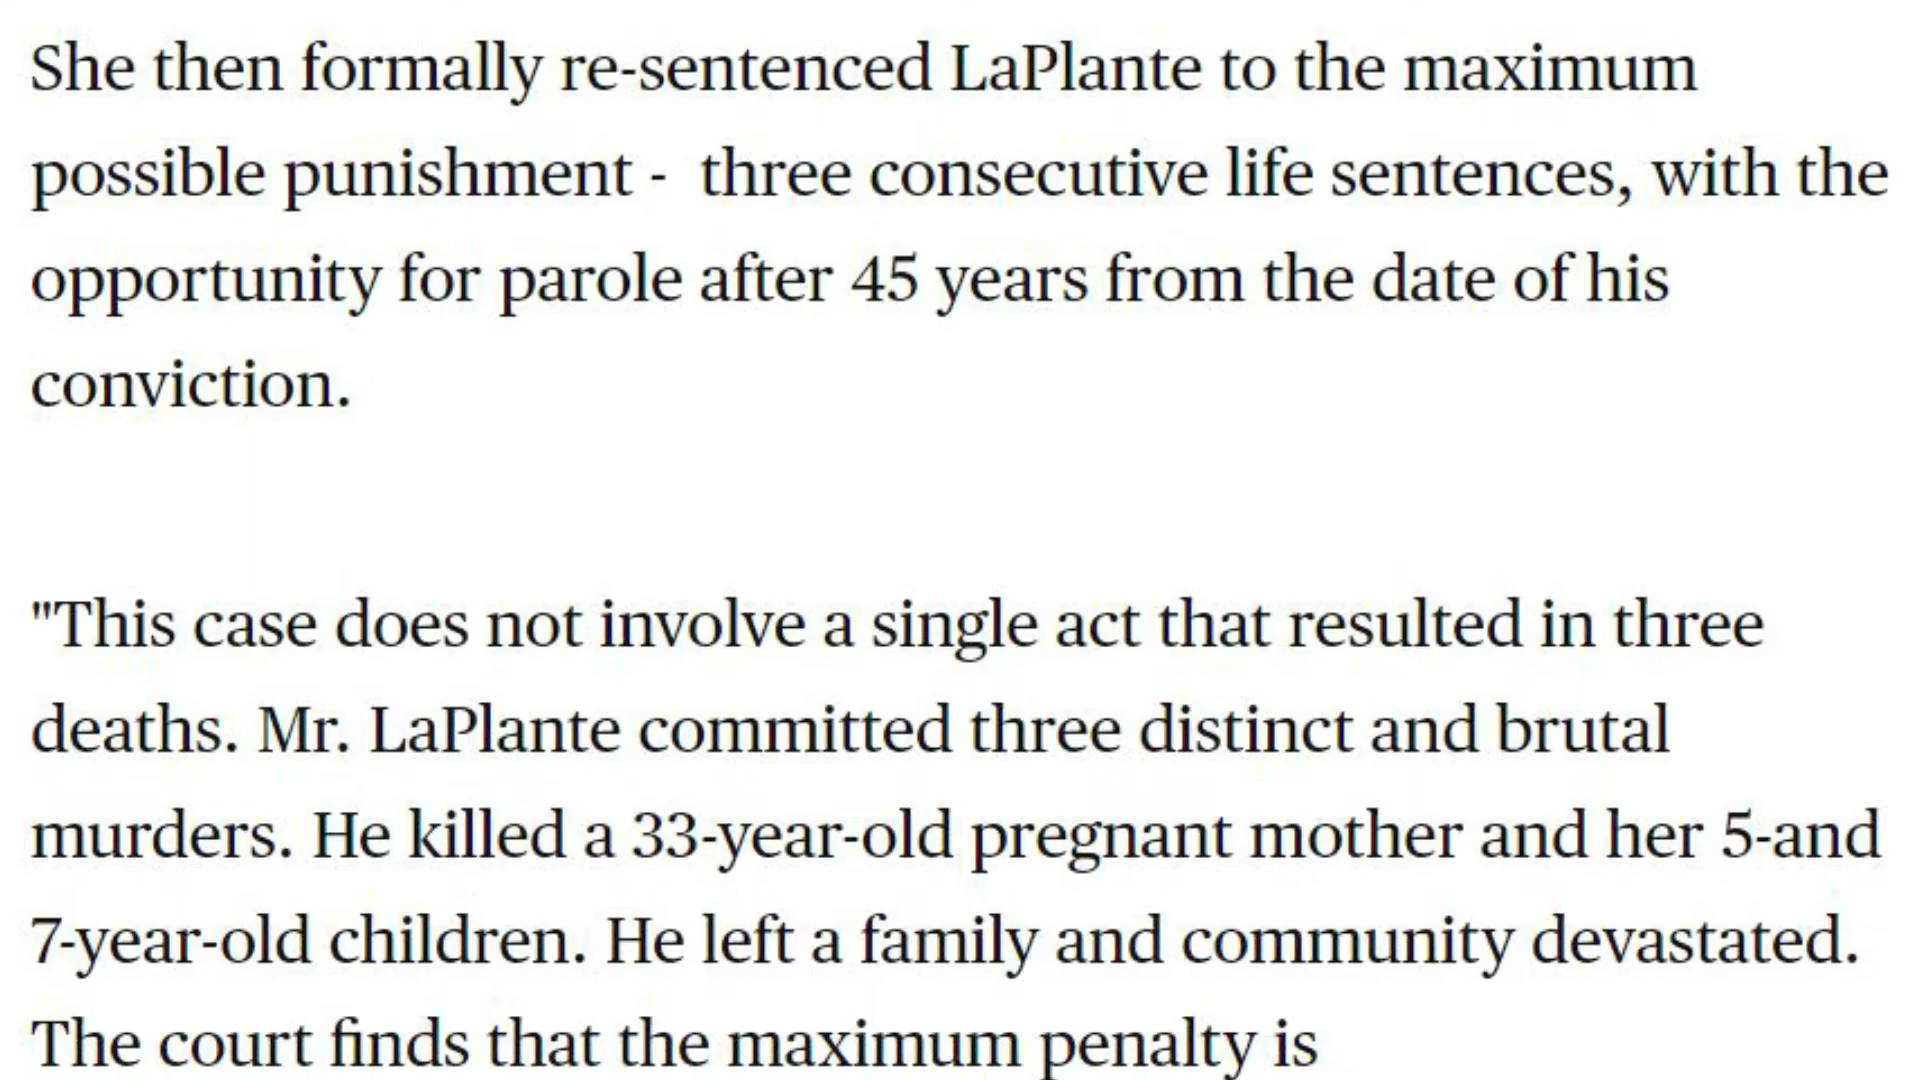 She then formally re-sentenced LaPlante to the maximum
possible punishment -  three consecutive life sentences, with the
opportunity for parole after 45 years from the date of his
conviction.
"This case does not involve a single act that resulted in three
deaths. Mr. LaPlante committed three distinct and brutal
murders. He killed a 33-year-old pregnant mother and her 5-and
7-year-old children. He left a family and community devastated.
The court finds that the maximum penalty is